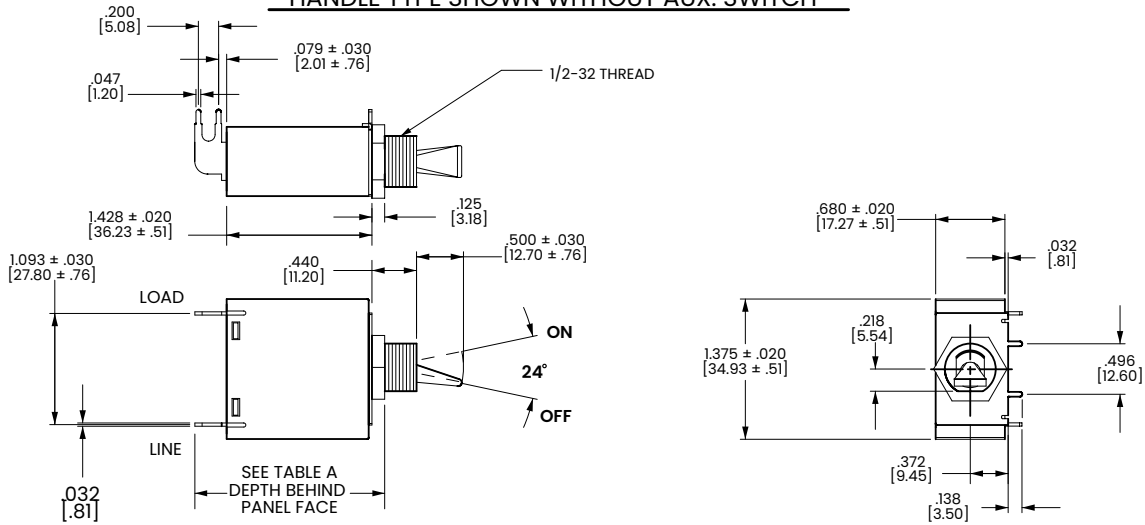 HANDLE TYPE SHOWN WITHOUT AUX. SWITCH
.200
[5.08]
.079 ± .030
[2.01 ± .76]
.047
[1.20]
1/2-32 THREAD
.125
[3.18]
1.428 ± .020
[36.23 ± .51]
.500 ± .030
[12.70 ± .76]
.440
[11.20]
1.093 ± .030
[27.80 ± .76]
LOAD
ON
24°
OFF
LINE
SEE TABLE A
DEPTH BEHIND
PANEL FACE
.032
[.81]
.680 ± .020
[17.27 ± .51]
.032
[.81]
.218
[5.54]
1.375 ± .020
[34.93 ± .51]
.496
[12.60]
.372
[9.45]
.138
[3.50]